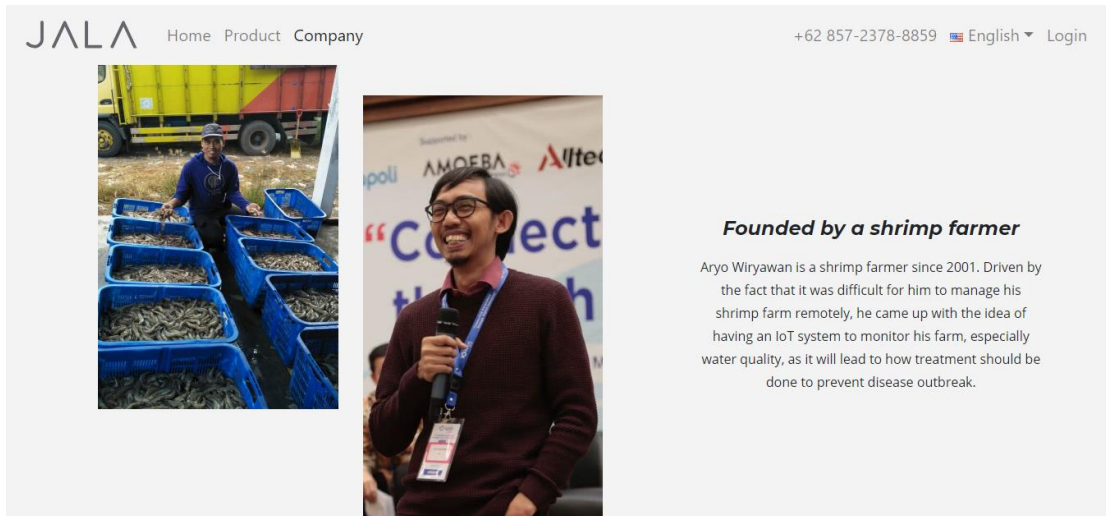 JALA
Home Product Company
+62 857-2378-8859 English Login
Supported by :
AMOEBA
Founded by a shrimp farmer
Aryo Wiryawan is a shrimp farmer since 2001. Driven by
the fact that it was difficult for him to manage his
shrimp farm remotely, he came up with the idea of
having an IoT system to monitor his farm, especially
water quality, as it will lead to how treatment should be
done to prevent disease outbreak.